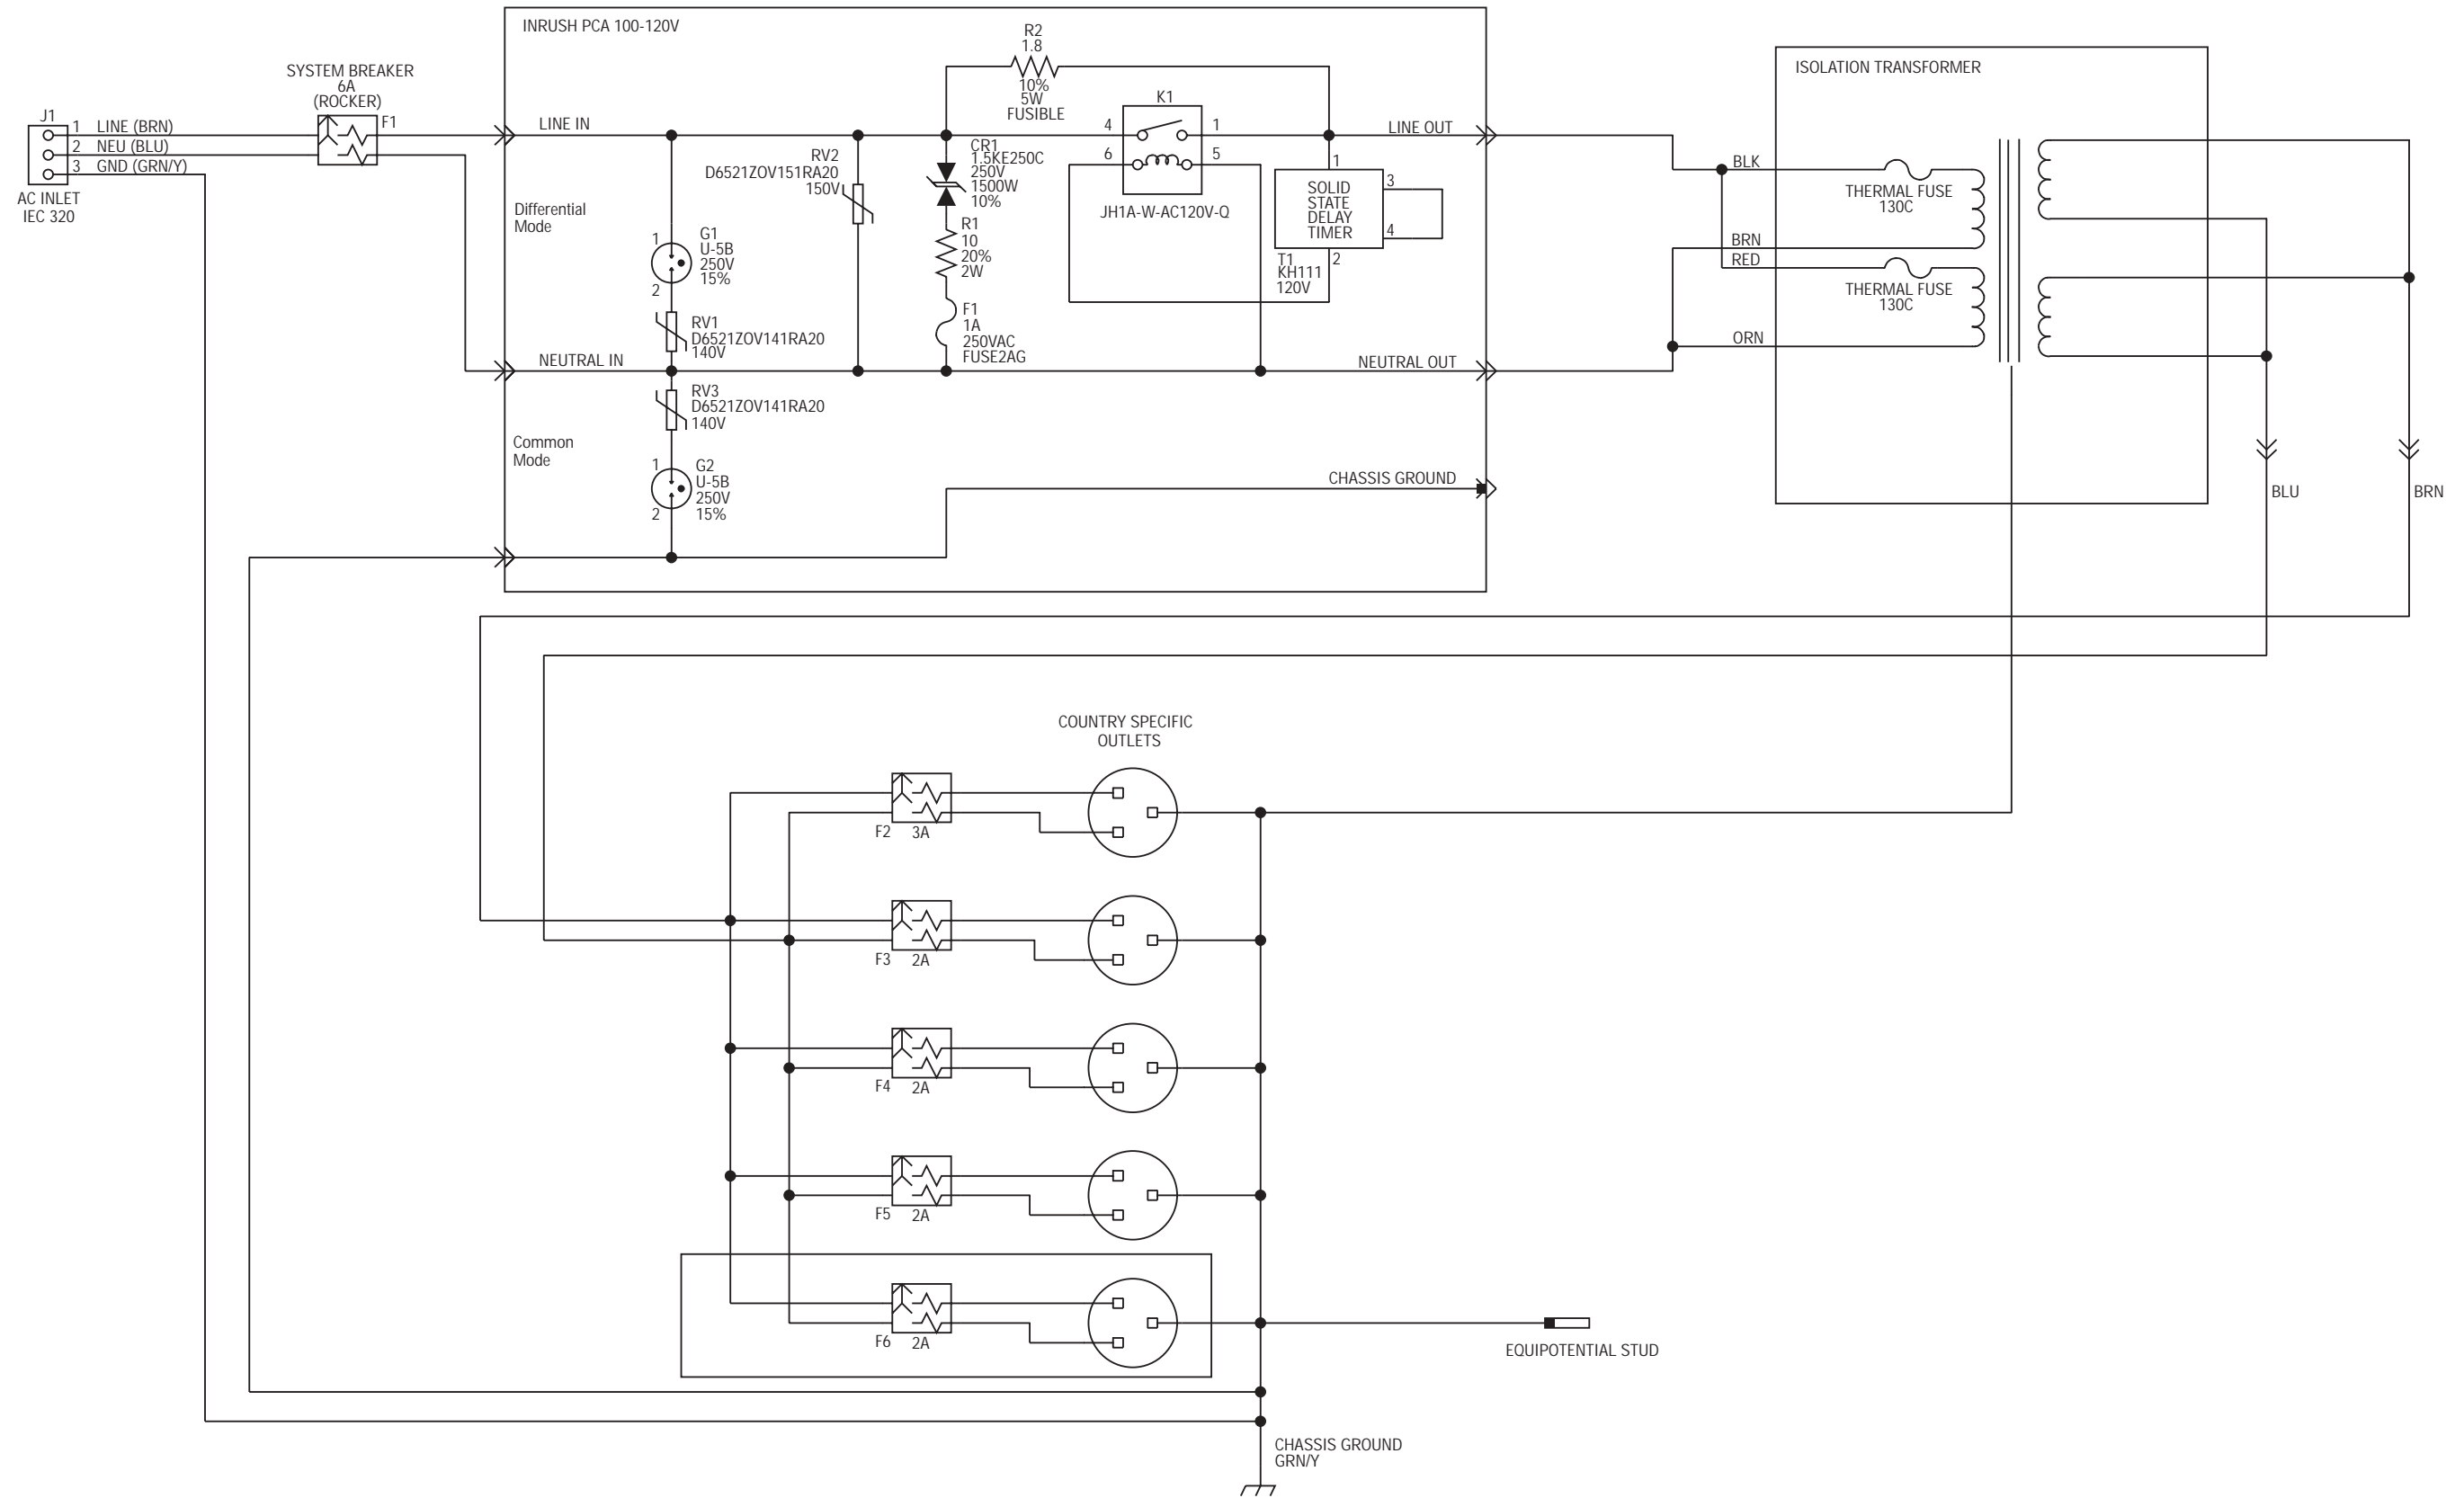 INRUSH PCA 100-120V
R2
1.8
10%
5W
FUSIBLE
ISOLATION TRANSFORMER
SYSTEM BREAKER
6A
(ROCKER)
F1
J1
1 LINE (BRN)
2 NEU (BLU)
3 GND (GRN/Y)
AC INLET
IEC 320
LINE IN
K1
4
1
6
5
JH1A-W-AC120V-Q
LINE OUT
RV2
D6521ZOV151RA20
150V
CR1
1.5KE250C
250V
1500W
10%
R1
10
20%
2W
F1
1A
250VAC
FUSE2AG
1
SOLID
STATE
DELAY
TIMER
3
4
2
T1
KH111
120V
Differential
Mode
1
2
G1
U-5B
250V
15%
RV1
D6521ZOV141RA20
140V
NEUTRAL IN
NEUTRAL OUT
RV3
D6521ZOV141RA20
140V
Common
Mode
1
2
G2
U-5B
250V
15%
CHASSIS GROUND
BLK
THERMAL FUSE
130C
BRN
RED
THERMAL FUSE
130C
ORN
BLU
BRN
COUNTRY SPECIFIC
OUTLETS
F2 3A
F3 2A
F4 2A
F5 2A
F6 2A
EQUIPOTENTIAL STUD
CHASSIS GROUND
GRN/Y